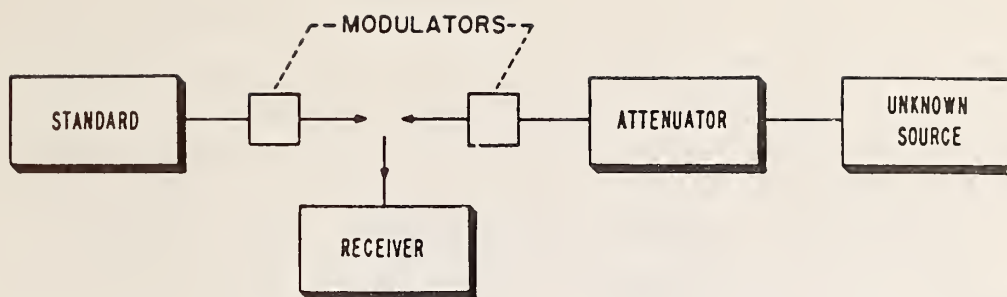 MODULATORS
STANDARD
ATTENUATOR
UNKNOWN
SOURCE
RECEIVER